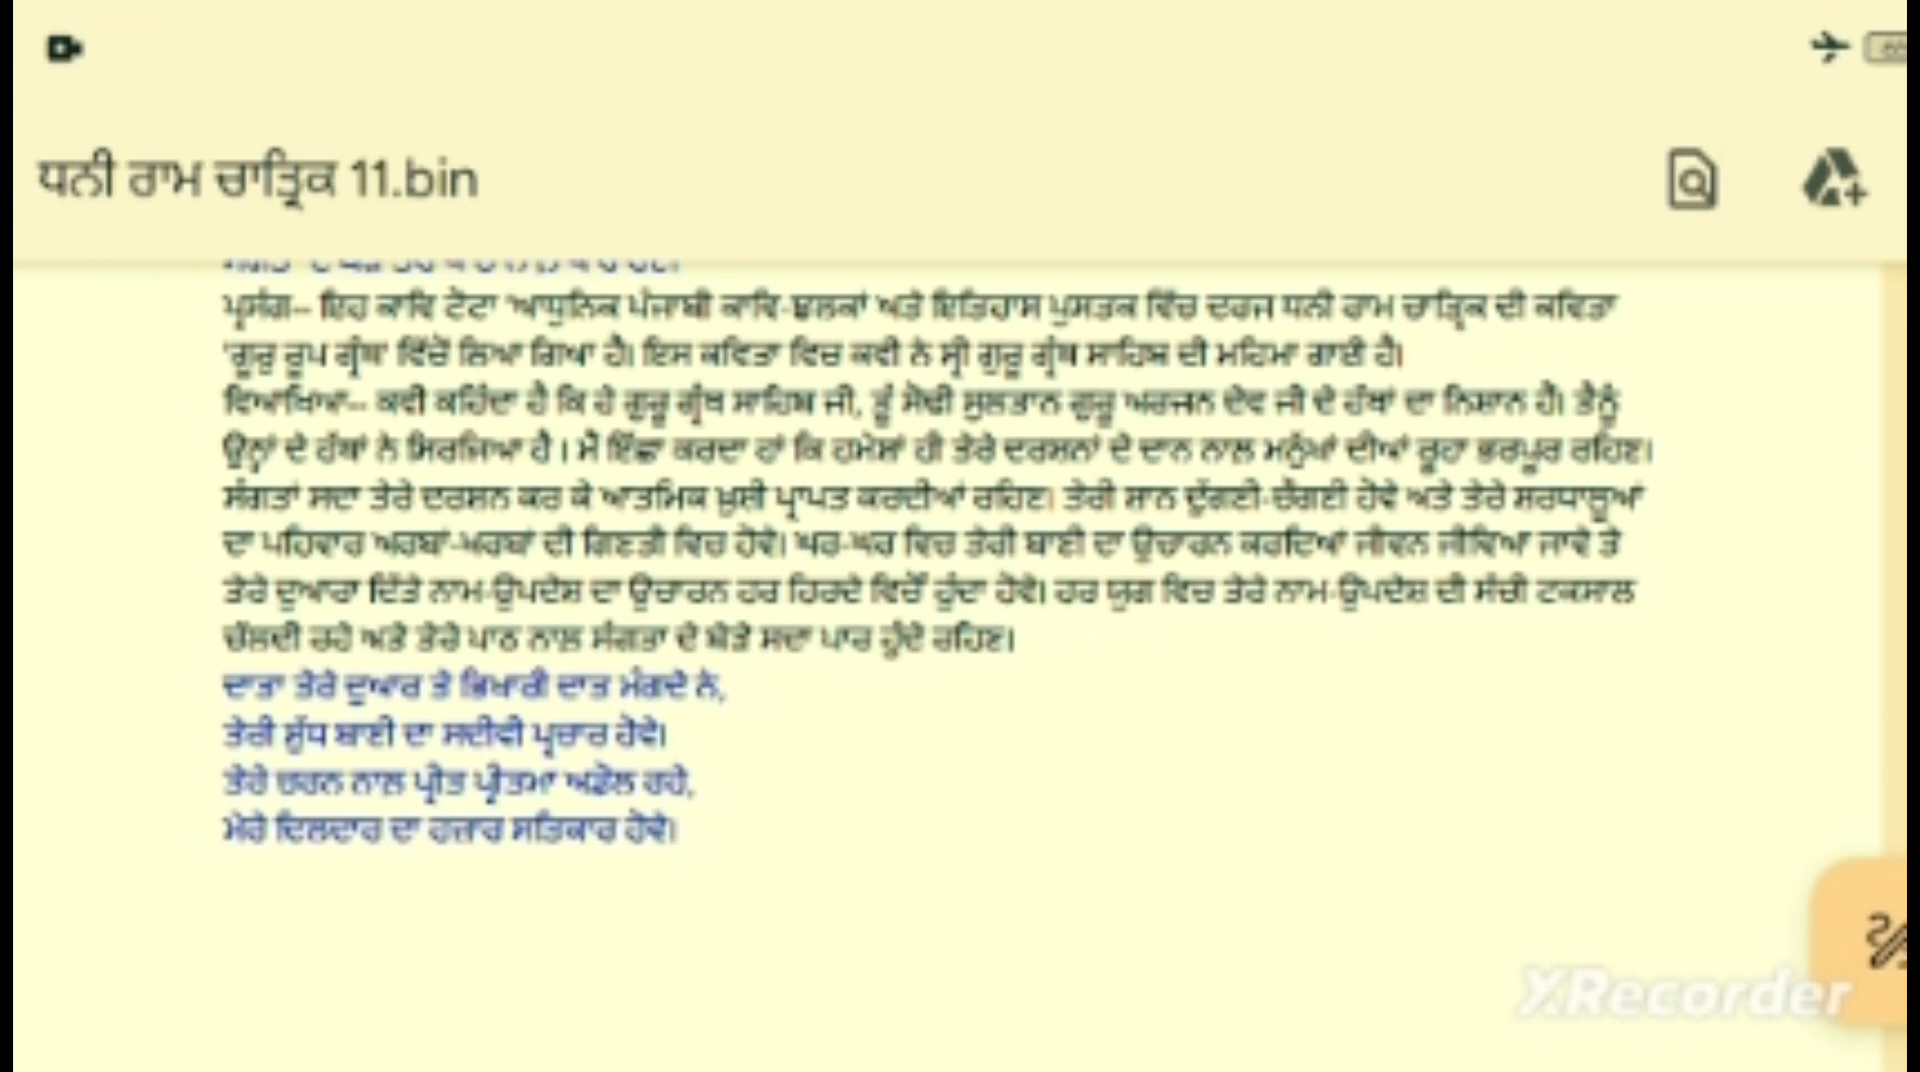 ਧਨੀ ਰਾਮ ਚਾਤ੍ਰਿਕ 11.bin
ਪ੍ਰਸੰਗ-- ਇਹ ਕਾਵਿ ਟੋਟਾ 'ਆਧੁਨਿਕ ਪੰਜਾਬੀ ਕਾਵਿ-ਝਲਕਾਂ ਅਤੇ ਇਤਿਹਾਸ ਪੁਸਤਕ ਵਿੱਚ ਦਰਜ ਧਨੀ ਰਾਮ ਚਾਤ੍ਰਿਕ ਦੀ ਕਵਿਤਾ
'ਗੂਰੁ ਰੂਪ ਗ੍ਰੰਥ' ਵਿੱਚੋਂ ਲਿਆ ਗਿਆ ਹੈ। ਇਸ ਕਵਿਤਾ ਵਿਚ ਕਵੀ ਨੇ ਸ੍ਰੀ ਗੁਰੂ ਗ੍ਰੰਥ ਸਾਹਿਬ ਦੀ ਮਹਿਮਾ ਗਾਈ ਹੈ।
ਵਿਆਖਿਆ-- ਕਵੀ ਕਹਿੰਦਾ ਹੈ ਕਿ ਹੇ ਗੁਰੂ ਗ੍ਰੰਥ ਸਾਹਿਬ ਜੀ, ਤੂੰ ਸੋਢੀ ਸੁਲਤਾਨ ਗੁਰੂ ਅਰਜਨ ਦੇਵ ਜੀ ਦੇ ਹੱਥਾਂ ਦਾ ਨਿਸ਼ਾਨ ਹੈਂ। ਤੈਨੂੰ
ਉਨ੍ਹਾਂ ਦੇ ਹੱਥਾਂ ਨੇ ਸਿਰਜਿਆ ਹੈ । ਮੈਂ ਇੱਛਾ ਕਰਦਾ ਹਾਂ ਕਿ ਹਮੇਸ਼ਾਂ ਹੀ ਤੇਰੇ ਦਰਸ਼ਨਾਂ ਦੇ ਦਾਨ ਨਾਲ ਮਨੁੱਖਾਂ ਦੀਆਂ ਰੂਹਾਂ ਭਰਪੂਰ ਰਹਿਣ।
ਸੰਗਤਾਂ ਸਦਾ ਤੇਰੇ ਦਰਸ਼ਨ ਕਰ ਕੇ ਆਤਮਿਕ ਖ਼ੁਸ਼ੀ ਪ੍ਰਾਪਤ ਕਰਦੀਆਂ ਰਹਿਣ। ਤੇਰੀ ਸ਼ਾਨ ਦੁੱਗਣੀ-ਚੌਗਣੀ ਹੋਵੇ ਅਤੇ ਤੇਰੇ ਸ਼ਰਧਾਲੂਆਂ
ਦਾ ਪਰਿਵਾਰ ਅਰਬਾਂ-ਖਰਬਾਂ ਦੀ ਗਿਣਤੀ ਵਿਚ ਹੋਵੇ। ਘਰ-ਘਰ ਵਿਚ ਤੇਰੀ ਬਾਣੀ ਦਾ ਉਚਾਰਨ ਕਰਦਿਆਂ ਜੀਵਨ ਜੀਵਿਆ ਜਾਵੇ ਤੇ
ਤੇਰੇ ਦੁਆਰਾ ਦਿੱਤੇ ਨਾਮ-ਉਪਦੇਸ਼ ਦਾ ਉਚਾਰਨ ਹਰ ਹਿਰਦੇ ਵਿਚੋਂ ਹੁੰਦਾ ਹੋਵੇ। ਹਰ ਯੁਗ ਵਿਚ ਤੇਰੇ ਨਾਮ-ਉਪਦੇਸ਼ ਦੀ ਸੱਚੀ ਟਕਸਾਲ
ਚੱਲਦੀ ਰਹੇ ਅਤੇ ਤੇਰੇ ਪਾਠ ਨਾਲ ਸੰਗਤਾਂ ਦੇ ਬੇੜੇ ਸਦਾ ਪਾਰ ਹੁੰਦੇ ਰਹਿਣ।
ਦਾਤਾ ਤੇਰੇ ਦੁਆਰ ਤੇ ਭਿਖਾਰੀ ਦਾਤ ਮੰਗਦੇ ਨੇ,
ਤੇਰੀ ਸ਼ੁੱਧ ਬਾਣੀ ਦਾ ਸਦੀਵੀ ਪ੍ਰਚਾਰ ਹੋਵੇ।
ਤੇਰੇ ਚਰਨ ਨਾਲ ਪ੍ਰੀਤ ਪ੍ਰੀਤਮਾ ਅਡੋਲ ਰਹੇ,
ਮੇਰੇ ਦਿਲਦਾਰ ਦਾ ਹਜ਼ਾਰ ਸਤਿਕਾਰ ਹੋਵੇ।
XRecorder